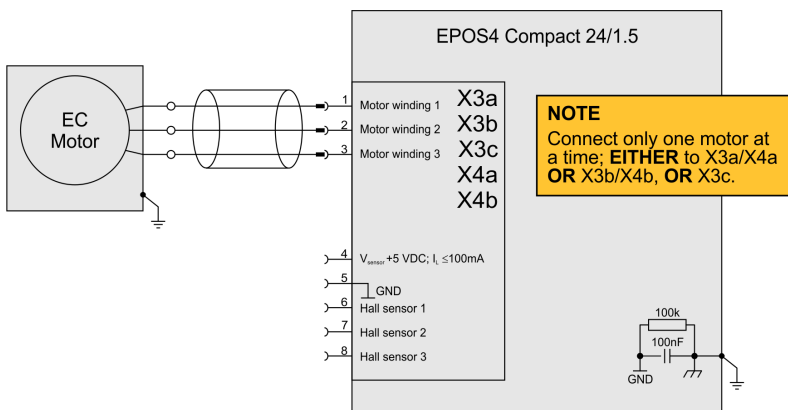 EPOS4 Compact 24/1.5
EC
Motor
1 Motor winding 1 X3a
2 Motor winding 2 X3b
3 Motor winding 3 X3c
X4a
X4b
NOTE
Connect only one motor at
a time; EITHER to X3a/X4a
OR X3b/X4b, OR X3c.
4 Vsensor +5 VDC; IL ≤100mA
5 GND
6 Hall sensor 1
7 Hall sensor 2
8 Hall sensor 3
100k
100nF
GND